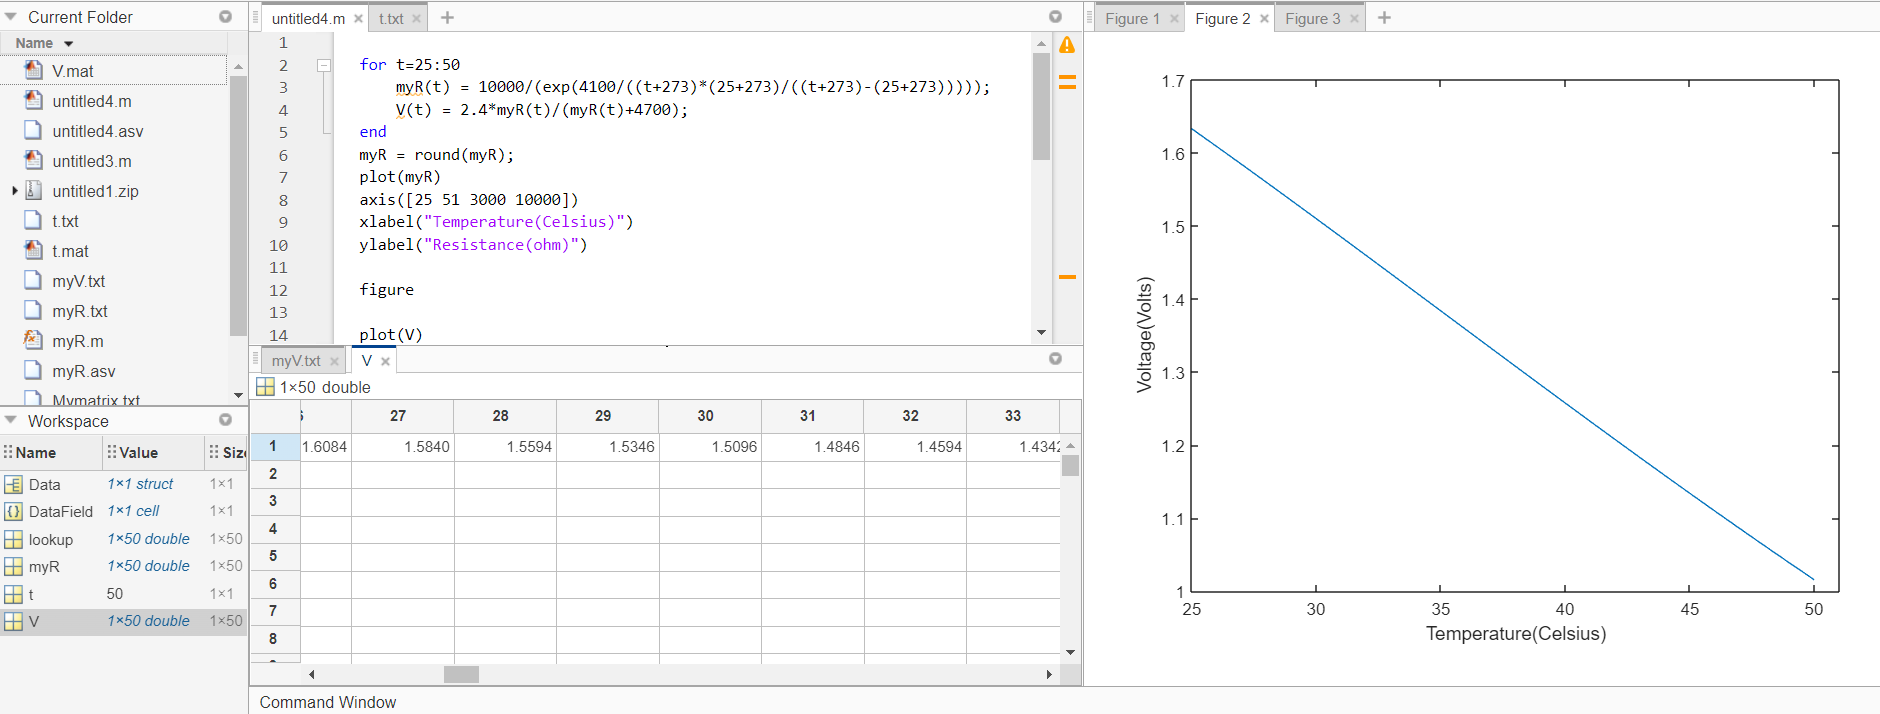 Current Folder
Name
V.mat
untitled4.m
untitled4.asv
untitled3.m
untitled1.zip
t.txt
t.mat
myV.txt
myR.txt
myR.m
myR.asv
Mymatrix.txt
Workspace
Name Value Size
Data 1×1 struct 1×1
DataField 1×1 cell 1×1
lookup 1×50 double 1×50
myR 1×50 double 1×50
t 50 1×1
V 1×50 double 1×50
untitled4.m t.txt
1
2 for t=25:50
3 myR(t) = 10000/(exp(4100/((t+273)*(25+273)/((t+273)-(25+273)))));
4 V(t) = 2.4*myR(t)/(myR(t)+4700);
5 end
6 myR = round(myR);
7 plot(myR)
8 axis([25 51 3000 10000])
9 xlabel("Temperature(Celsius)")
10 ylabel("Resistance(ohm)")
11
12 figure
13
14 plot(V)
myV.txt V
1×50 double
6 27 28 29 30 31 32 33
1 1.6084 1.5840 1.5594 1.5346 1.5096 1.4846 1.4594 1.4342
2
3
4
5
6
7
8
Command Window
Figure 1 Figure 2 Figure 3
1.7
1.6
1.5
1.4
1.3
1.2
1.1
1
Voltage(Volts)
25 30 35 40 45 50
Temperature(Celsius)